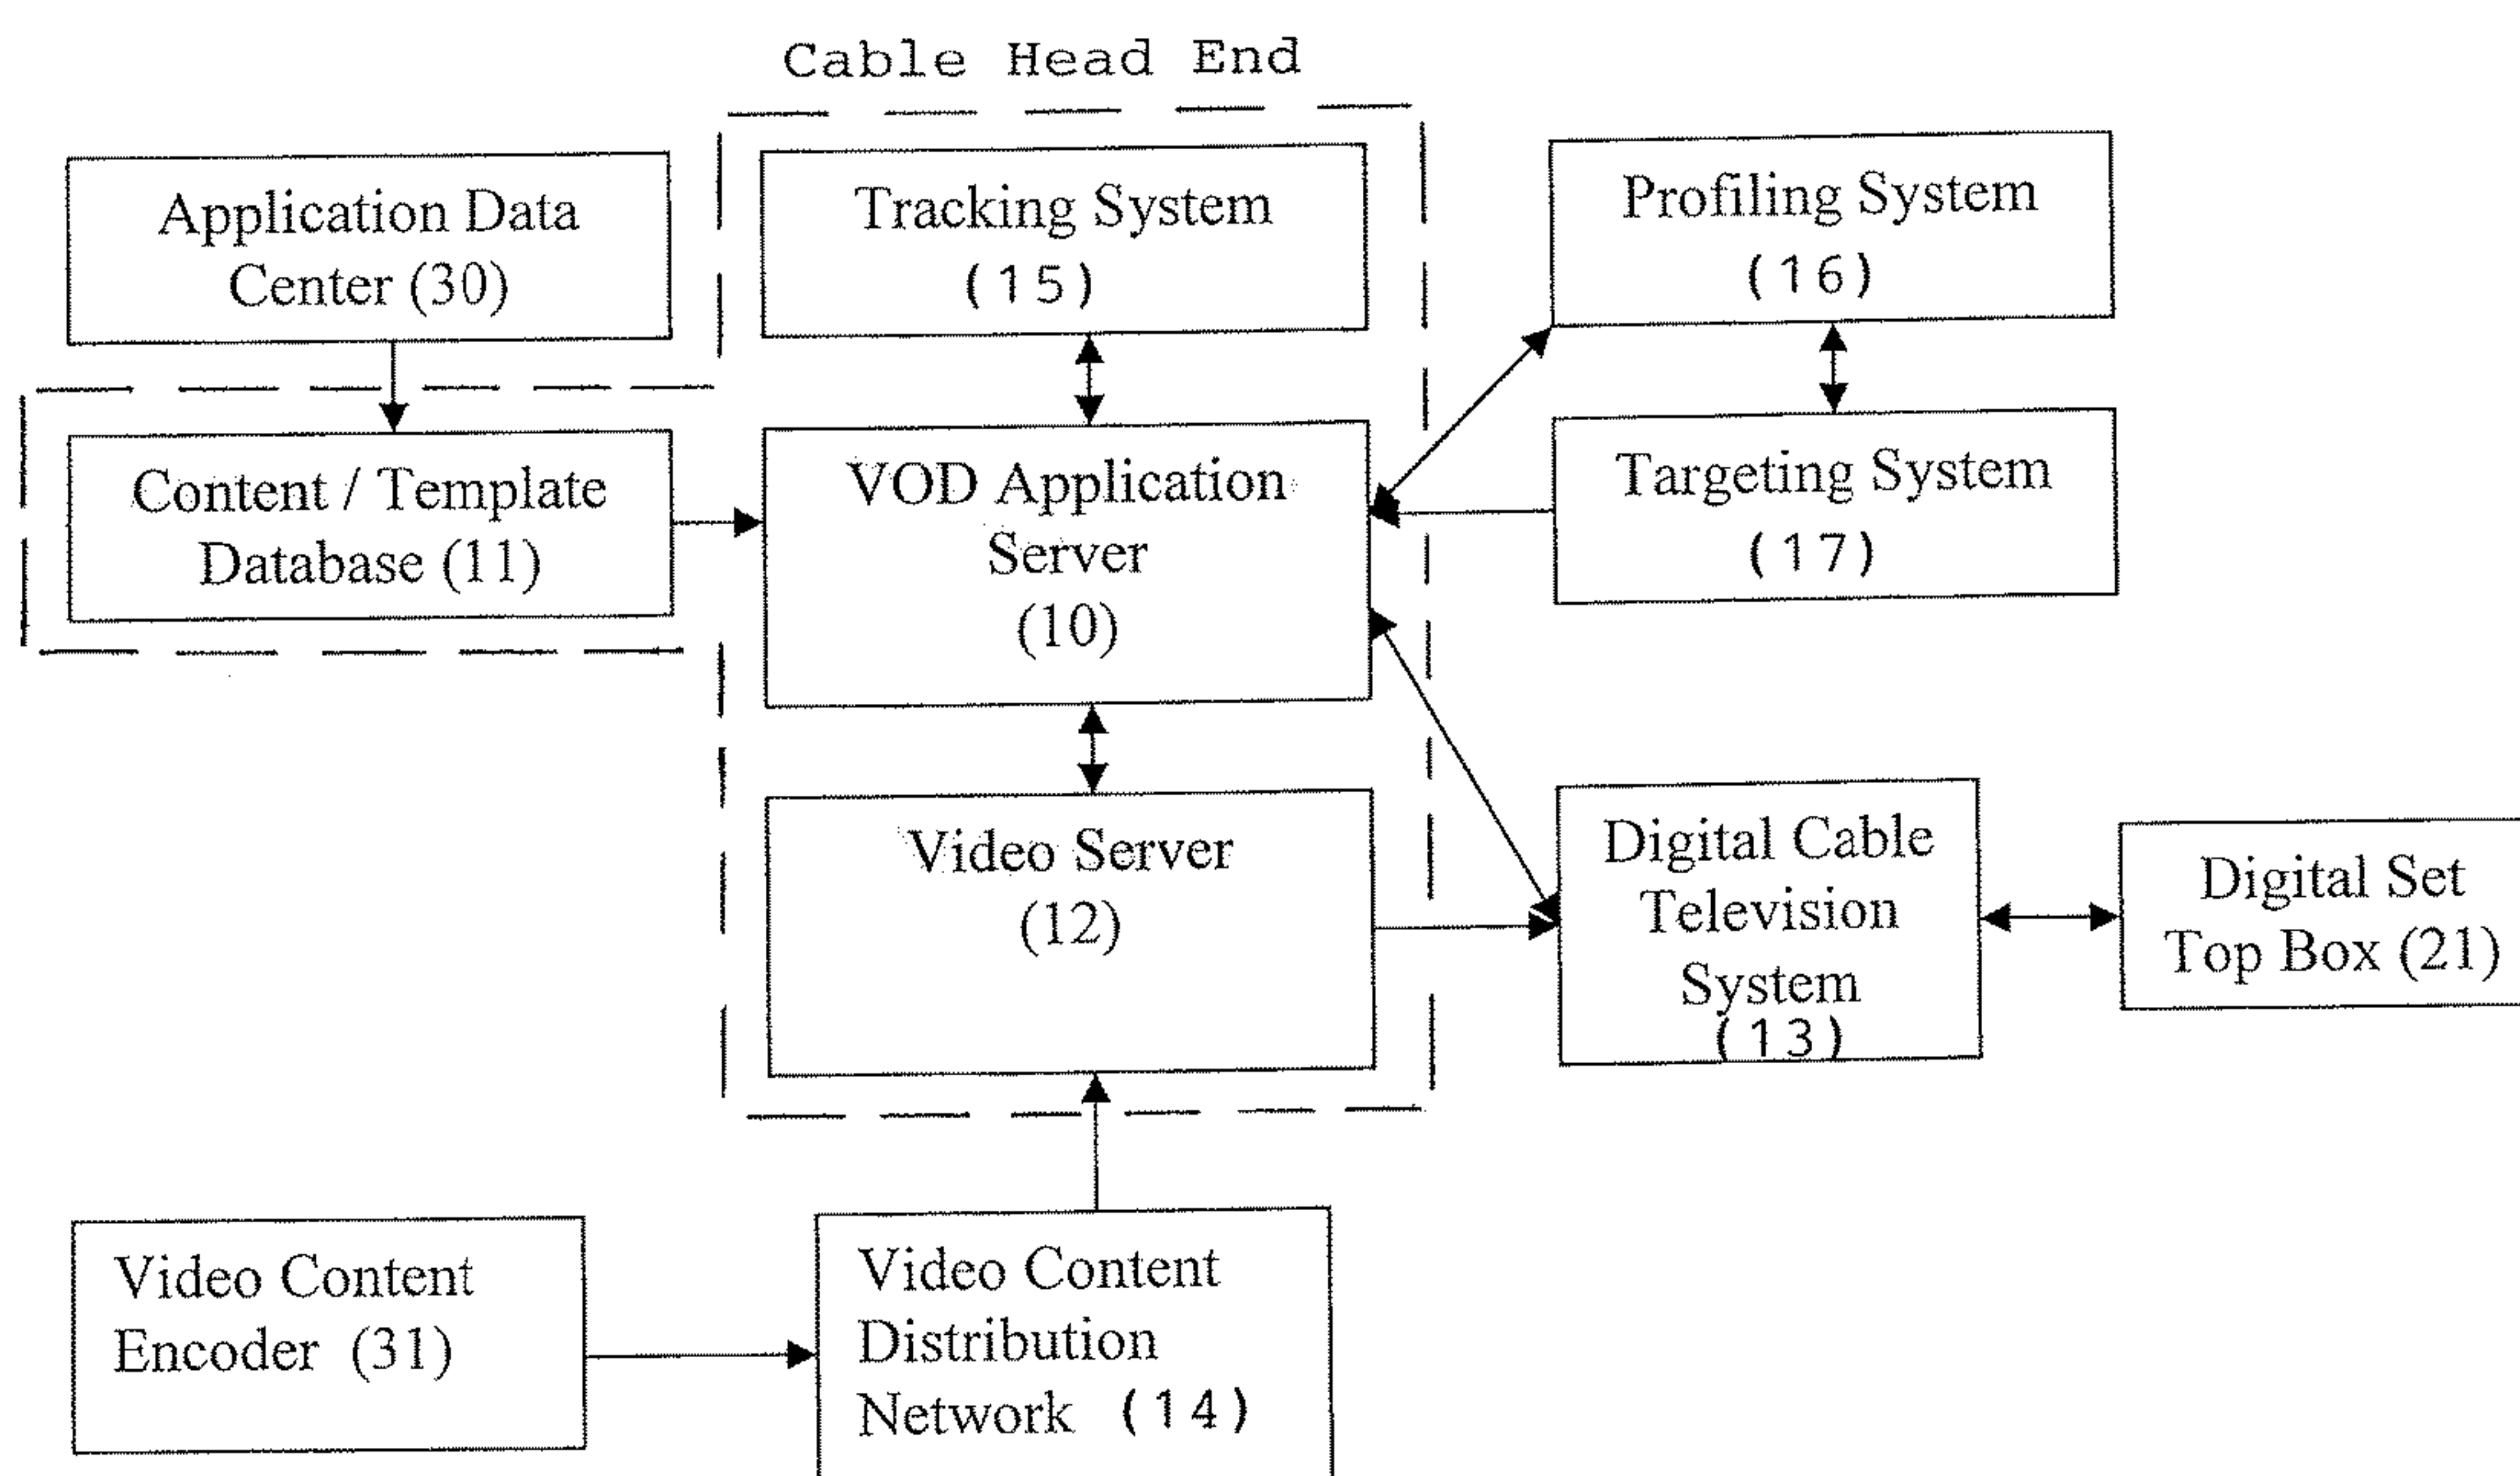 Cable Head End
Application Data
Center (30)
Tracking System
(15)
Profiling System
(16)
Content / Template
Database (11)
VOD Application
Server
(10)
Targeting System
(17)
Video Server
(12)
Digital Cable
Television
System
(13)
Digital Set
Top Box (21)
Video Content
Encoder (31)
Video Content
Distribution
Network (14)